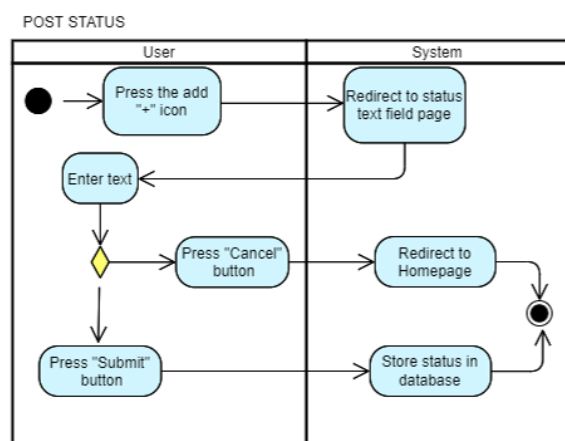 POST STATUS
User
System
Press the add
"+" icon
Redirect to status
text field page
Enter text
Press "Cancel"
button
Redirect to
Homepage
Press "Submit"
button
Store status in
database